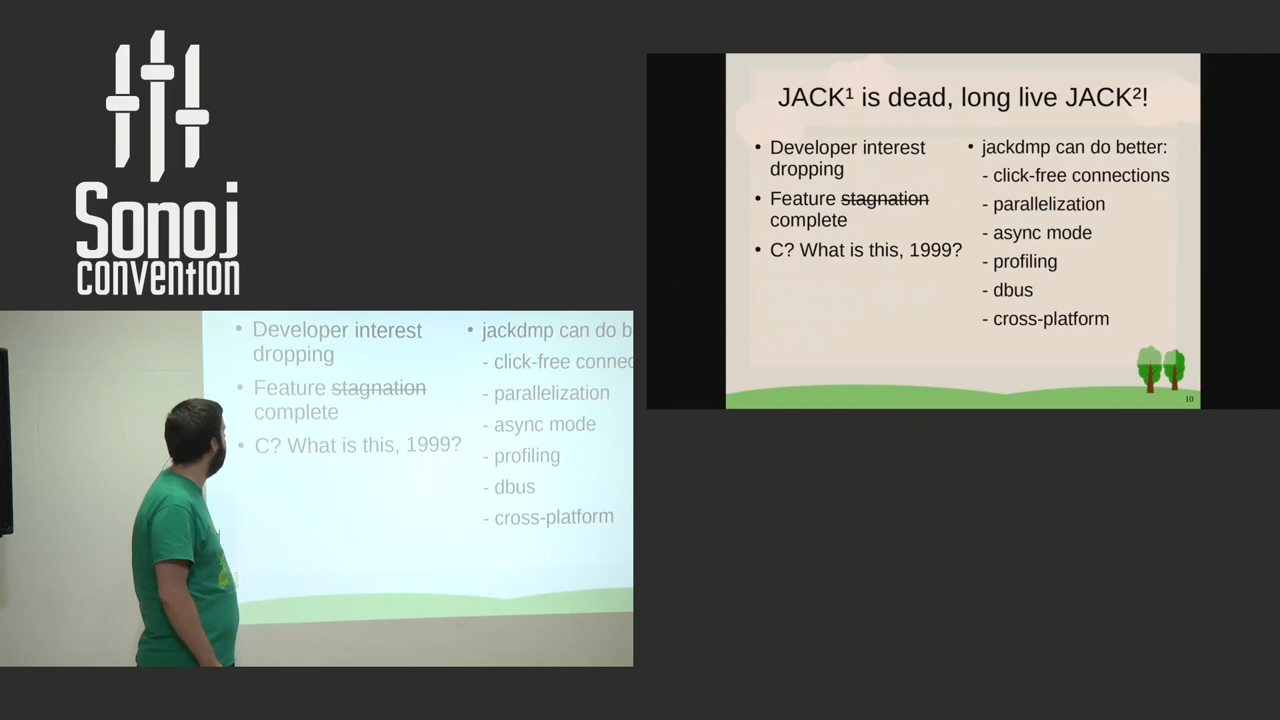 Sonoj
convention
JACK¹ is dead, long live JACK²!
• Developer interest
dropping
• Feature stagnation
complete
• C? What is this, 1999?
• jackdmp can do better:
- click-free connections
- parallelization
- async mode
- profiling
- dbus
- cross-platform
10
• Developer interest
dropping
• Feature stagnation
complete
• C? What is this, 1999?
• jackdmp can do b
- click-free connec
- parallelization
- async mode
- profiling
- dbus
- cross-platform